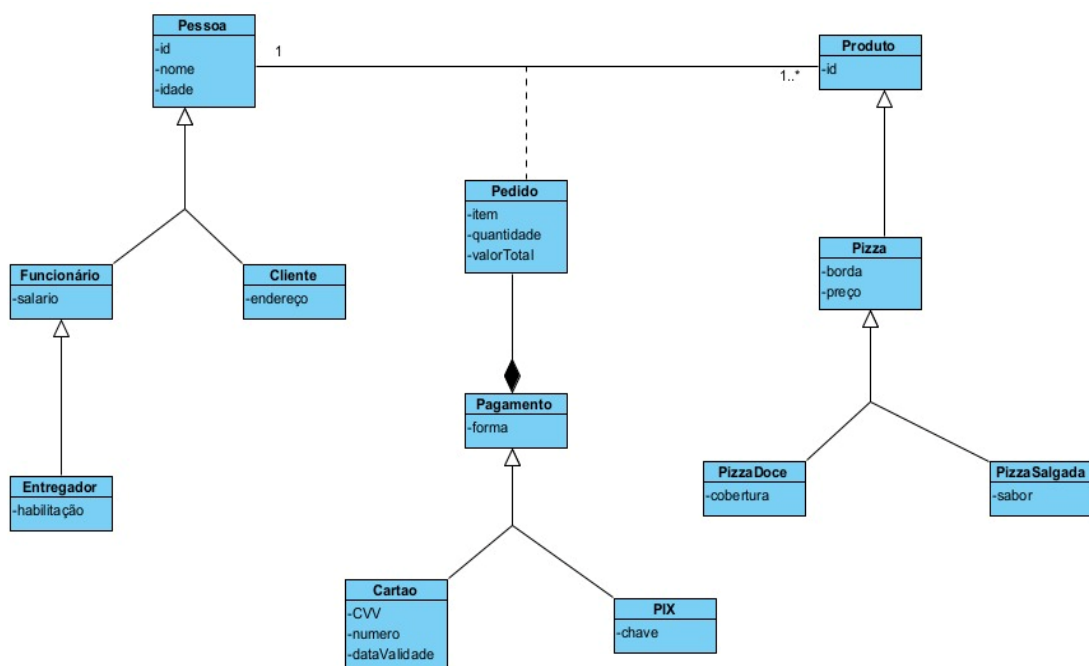 Pessoa
-id
-nome
-idade
1
1..*
Produto
-id
Pedido
-item
-quantidade
-valorTotal
Funcionário
-salario
Cliente
-endereço
Pizza
-borda
-preço
Pagamento
-forma
Entregador
-habilitação
PizzaDoce
-cobertura
PizzaSalgada
-sabor
Cartao
-CVV
-numero
-dataValidade
PIX
-chave